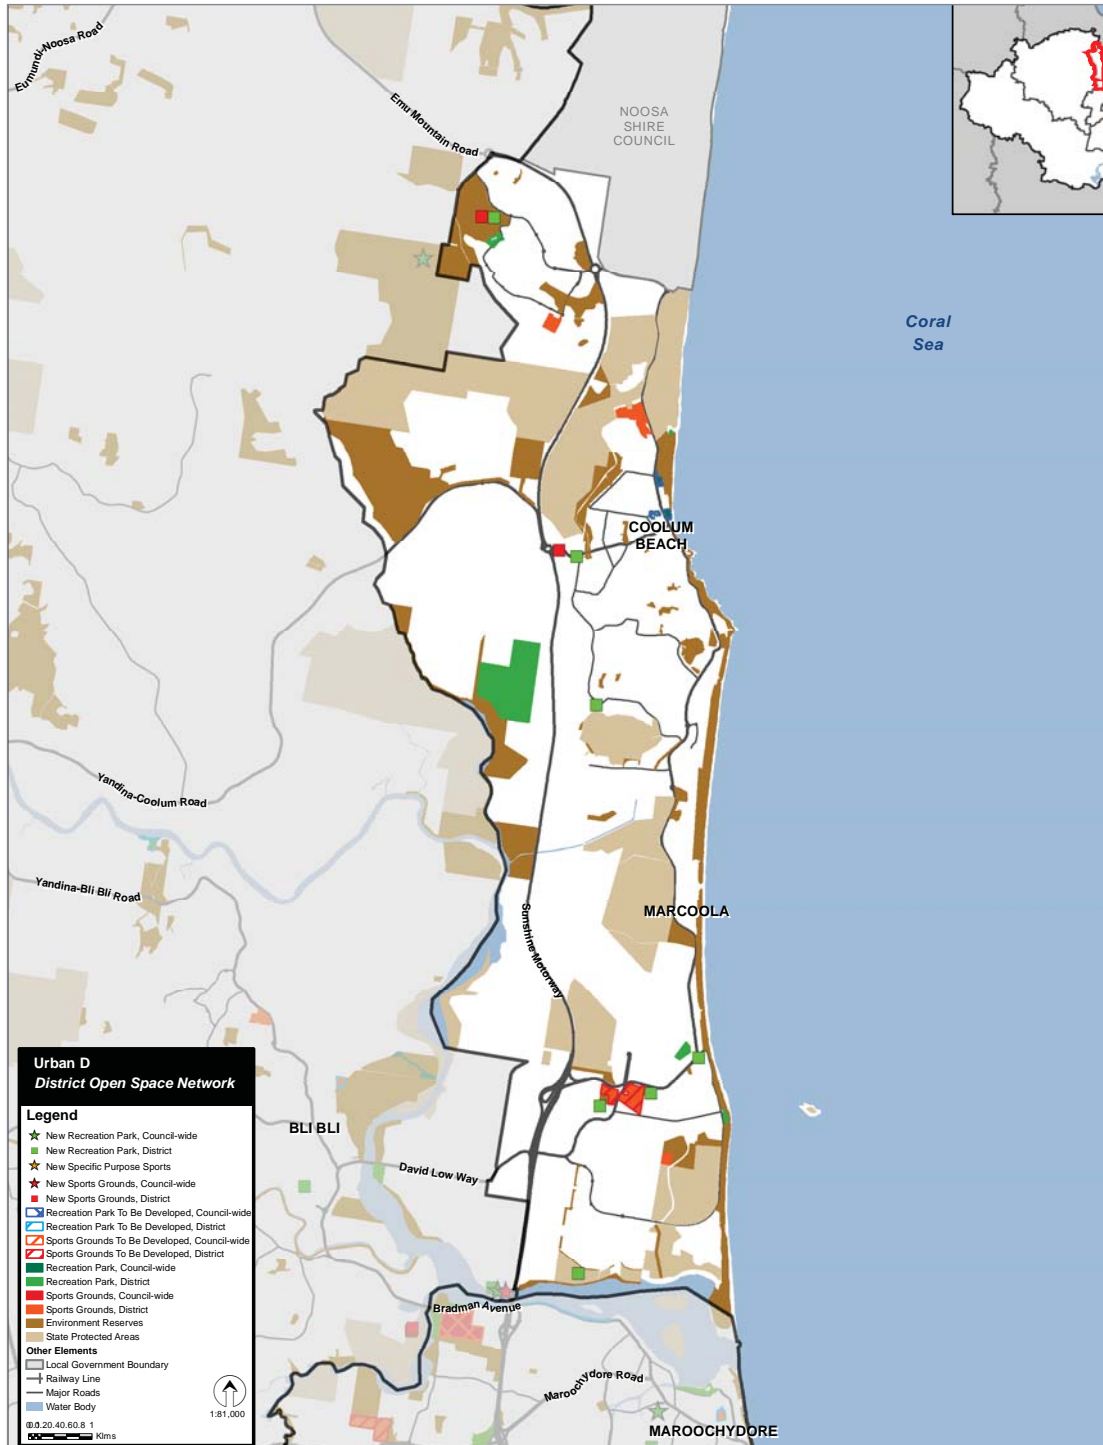 Eumundi-Noosa Road
Emu Mountain Road
NOOSA
SHIRE
COUNCIL
Coral
Sea
COOLUM
BEACH
Yandina-Coolum Road
Yandina-Bli Bli Road
MARCOOLA
Sunshine Motorway
BLI BLI
David Low Way
Bradman Avenue
Maroochydore Road
MAROOCHYDORE
Urban D
District Open Space Network
Legend
New Recreation Park, Council-wide
New Recreation Park, District
New Specific Purpose Sports
New Sports Grounds, Council-wide
New Sports Grounds, District
Recreation Park To Be Developed, Council-wide
Recreation Park To Be Developed, District
Sports Grounds To Be Developed, Council-wide
Sports Grounds To Be Developed, District
Recreation Park, Council-wide
Recreation Park, District
Sports Grounds, Council-wide
Sports Grounds, District
Environment Reserves
State Protected Areas
Other Elements
Local Government Boundary
Railway Line
Major Roads
Water Body
1:81,000
Klms